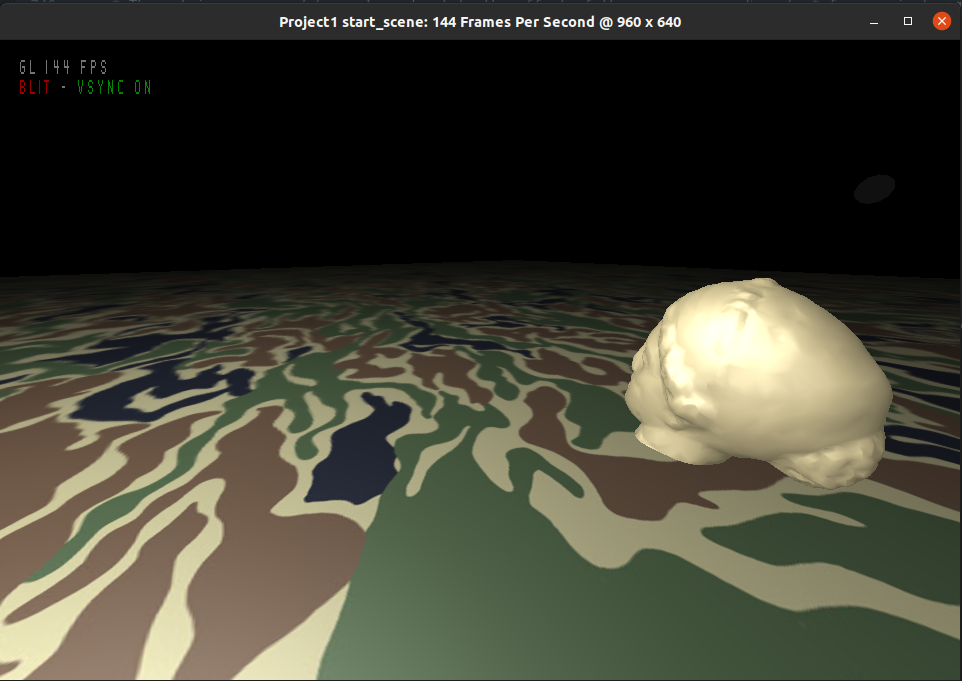 Project1 start_scene: 144 Frames Per Second @ 960 x 640
GL 144 FPS
BLIT - VSYNC ON